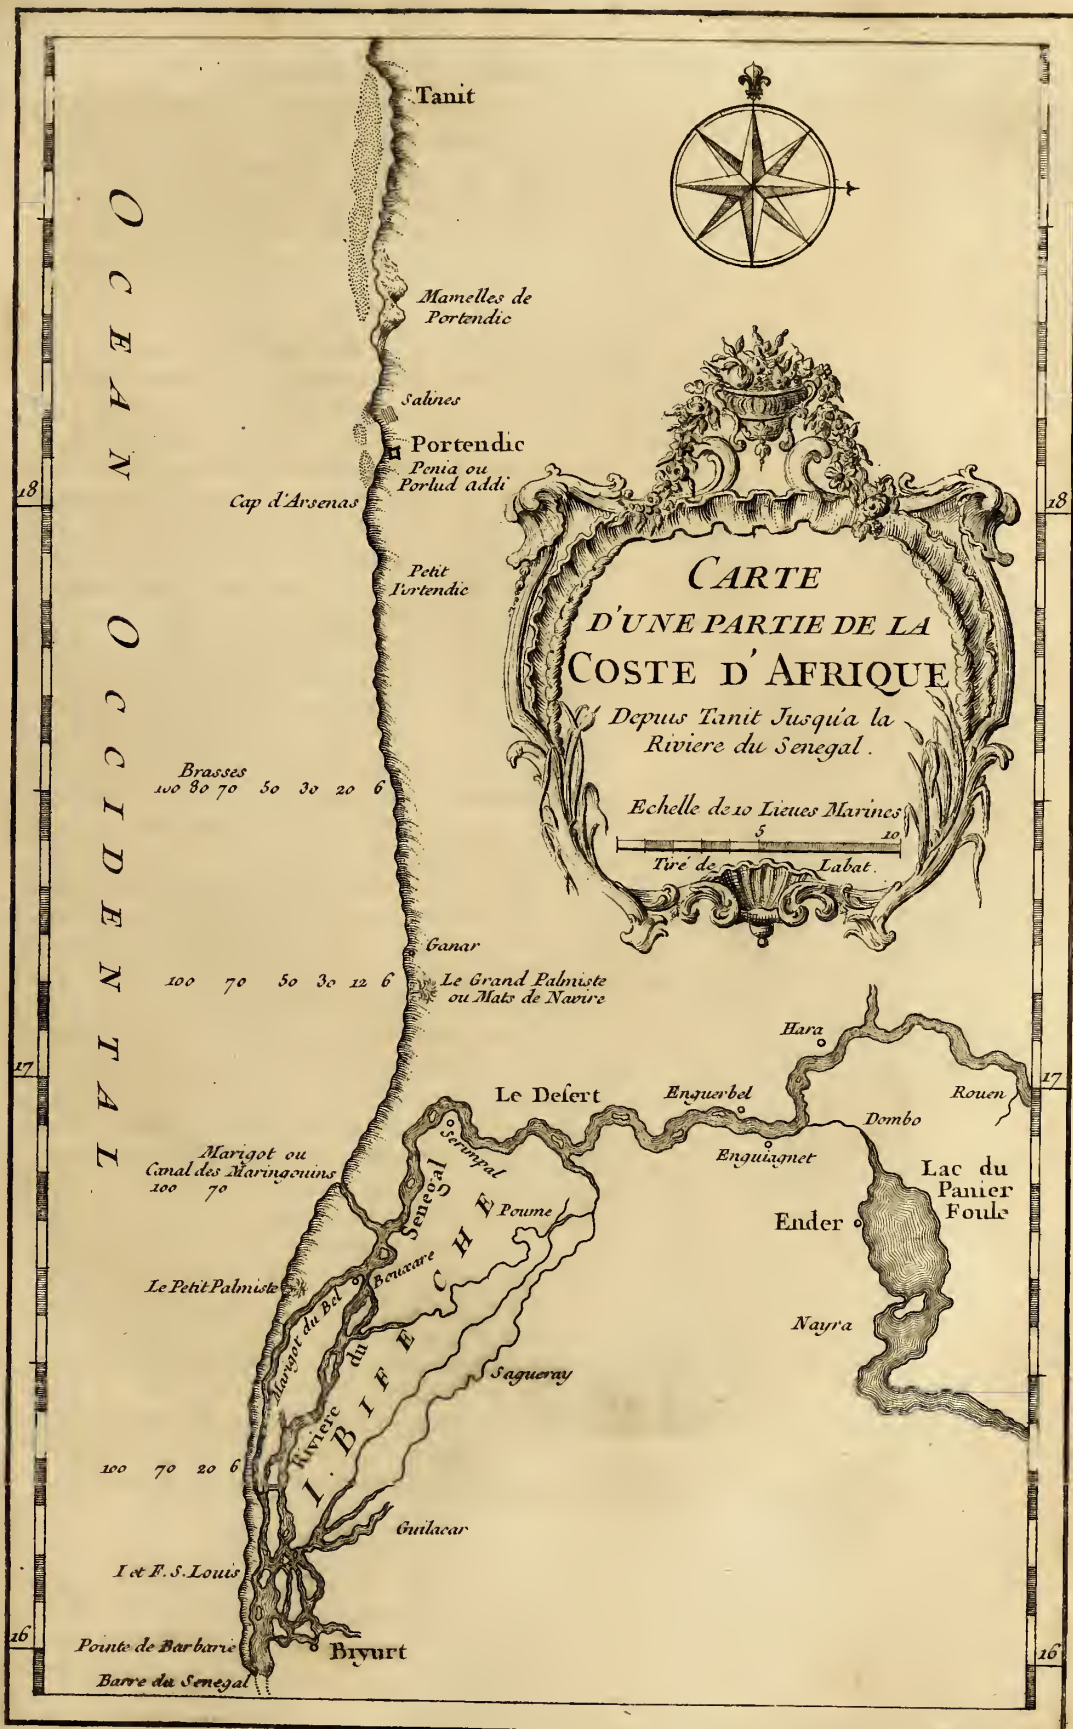 Tanit
OCEAN OCCIDENTAL
Mamelles de
Portendic
Salines
Portendic
Penia ou
Porlud addi
18
Cap d'Arsenas
18
Petit
Portendic
CARTE
D'UNE PARTIE DE LA
COSTE D'AFRIQUE
Depuis Tanit Jusqu'a la
Riviere du Senegal.
Echelle de 10 Lieues Marines
5 10
Tiré de Labat.
Brasses
100 80 70 50 30 20 6
Ganar
100 70 50 30 12 6
Le Grand Palmiste
ou Mats de Navire
Hara
17
17
Le Desert
Enguerbel
Rouen
Dombo
Serimpal
Enguiagnet
Marigot ou
Canal des Maringouins
100 70
Lac du
Panier
Foule
Poume
Ender
Bouxare
Le Petit Palmiste
Marigot du Bel
Nayra
Riviere du Senegal
I. BIFECHE
Sagueray
100 70 20 6
Guilacar
I et F. S. Louis
16
Pointe de Barbarie
Biyurt
16
Barre du Senegal